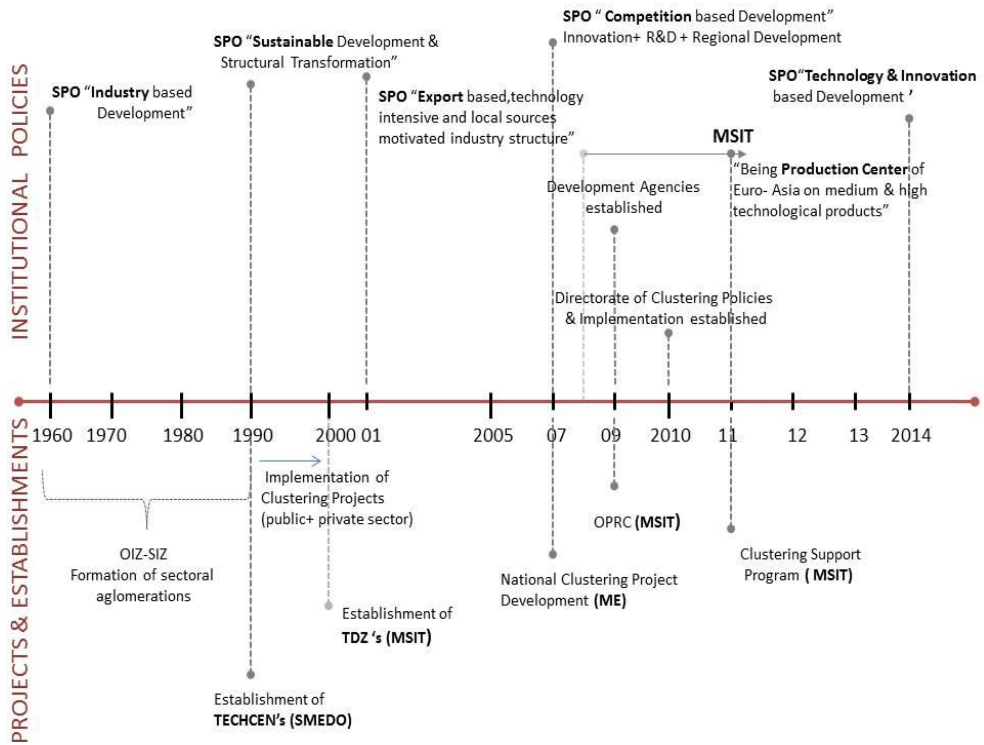 SPO “ Competition based Development”
Innovation+ R&D + Regional Development
SPO “Sustainable Development &
Structural Transformation”
SPO “Industry based
Development”
SPO “Export based,technology
intensive and local sources
motivated industry structure”
SPO“Technology & Innovation
based Development ’
MSIT
“Being Production Center of
Euro- Asia on medium & high
technological products”
Development Agencies
established
Directorate of Clustering Policies
& Implementation established
INSTITUTIONAL POLICIES
1960 1970 1980 1990 2000 01 2005 07 09 2010 11 12 13 2014
PROJECTS & ESTABLISHMENTS
Implementation of
Clustering Projects
(public+ private sector)
OIZ-SIZ
Formation of sectoral
aglomerations
Establishment of
TDZ ‘s (MSIT)
Establishment of
TECHCEN’s (SMEDO)
National Clustering Project
Development (ME)
OPRC (MSIT)
Clustering Support
Program ( MSIT)